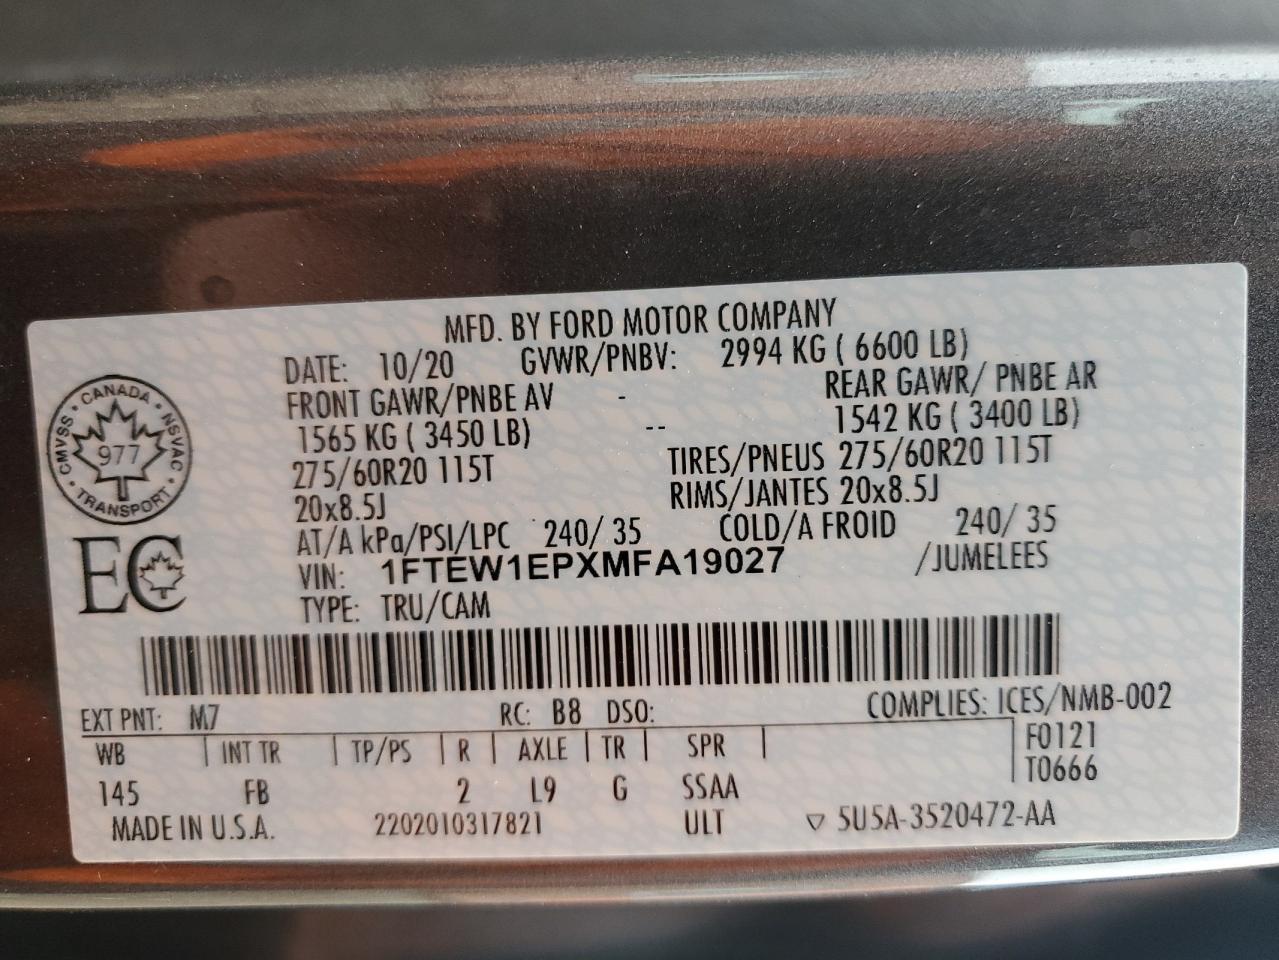 MFD. BY FORD MOTOR COMPANY
DATE: 10/20 GVWR/PNBV: 2994 KG ( 6600 LB)
FRONT GAWR/PNBE AV - REAR GAWR/ PNBE AR
1565 KG ( 3450 LB) -- 1542 KG ( 3400 LB)
275/60R20 115T TIRES/PNEUS 275/60R20 115T
20x8.5J RIMS/JANTES 20x8.5J
AT/A kPa/PSI/LPC 240/ 35 COLD/A FROID 240/ 35
VIN: 1FTEW1EPXMFA19027 /JUMELEES
TYPE: TRU/CAM
CANADA
CMVSS • NSVAC
977
TRANSPORT
EC
EXT PNT: M7 RC: B8 DSO: COMPLIES: ICES/NMB-002
WB | INT TR | TP/PS | R | AXLE | TR | SPR | F0121
T0666
145 FB 2 L9 G SSAA
MADE IN U.S.A. 2202010317821 ULT ▽ 5U5A-3520472-AA